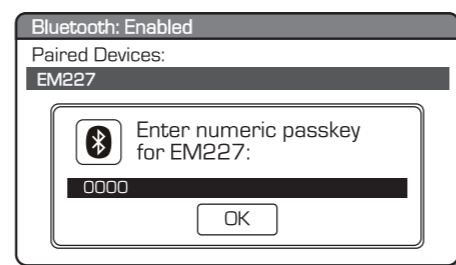 Bluetooth: Enabled
Paired Devices:
EM227
Enter numeric passkey
for EM227:
0000
OK